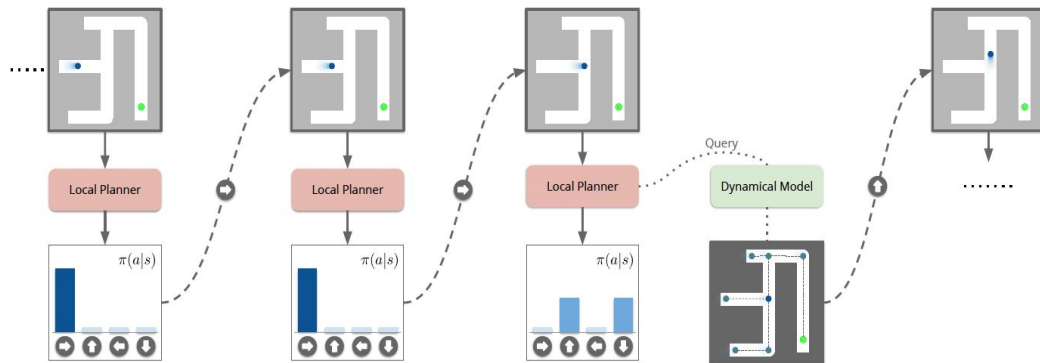 Query
Local Planner
Local Planner
Local Planner
Dynamical Model
π(a|s)
π(a|s)
π(a|s)